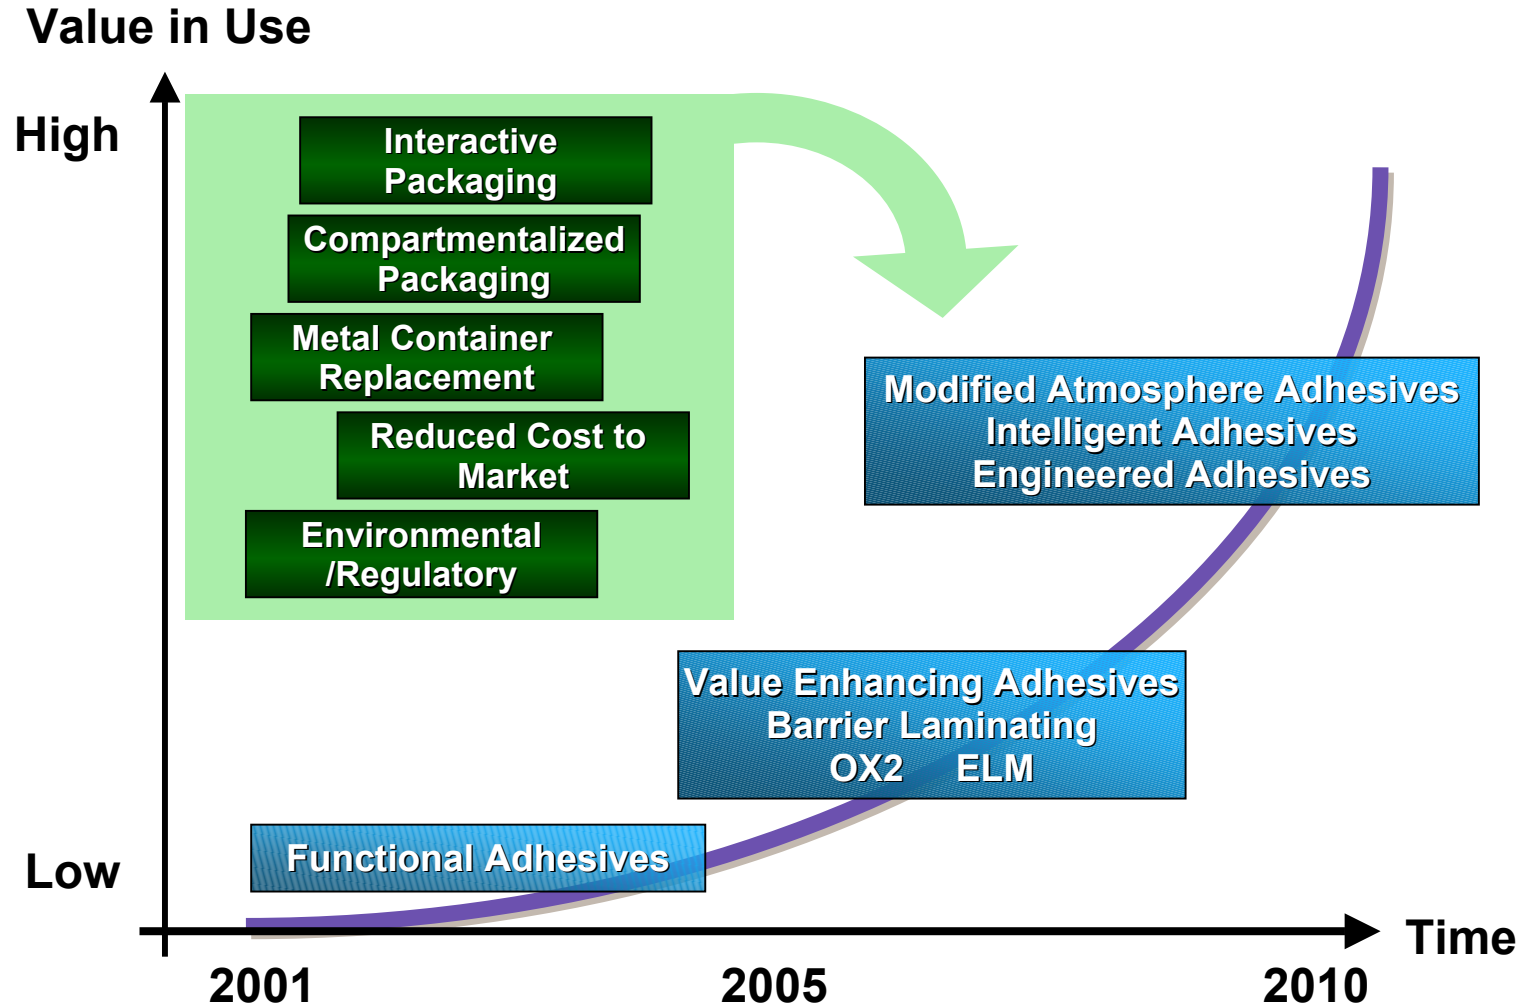 Value in Use
High
Interactive
Packaging
Compartmentalized
Packaging
Metal Container
Replacement
Reduced Cost to
Market
Environmental
/Regulatory
Modified Atmosphere Adhesives
Intelligent Adhesives
Engineered Adhesives
Value Enhancing Adhesives
Barrier Laminating
OX2 ELM
Functional Adhesives
Low
Time
2001 2005 2010